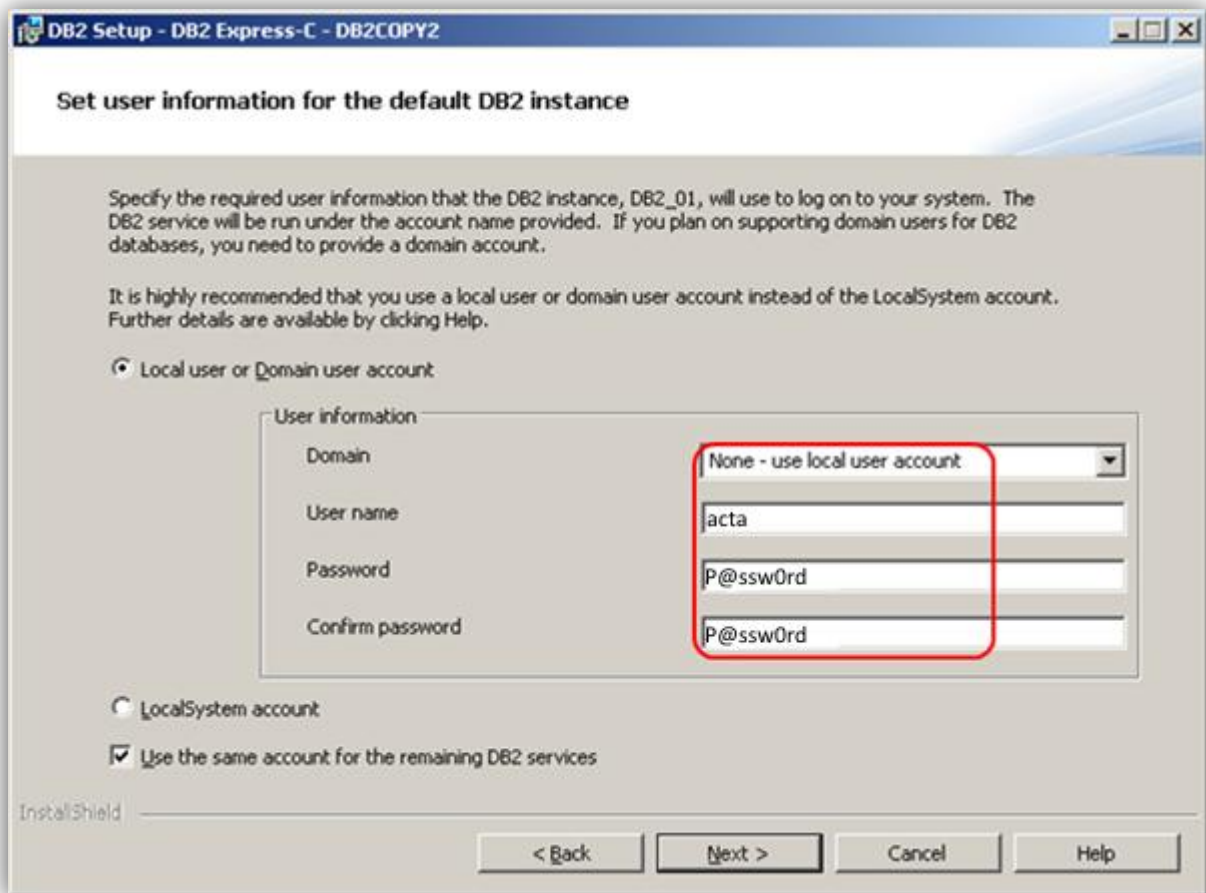 DB2 Setup - DB2 Express-C - DB2COPY2
Set user information for the default DB2 instance
Specify the required user information that the DB2 instance, DB2_01, will use to log on to your system. The
DB2 service will be run under the account name provided. If you plan on supporting domain users for DB2
databases, you need to provide a domain account.
It is highly recommended that you use a local user or domain user account instead of the LocalSystem account.
Further details are available by clicking Help.
Local user or Domain user account
User information
Domain None - use local user account
User name acta
Password P@ssw0rd
Confirm password P@ssw0rd
LocalSystem account
Use the same account for the remaining DB2 services
InstallShield
< Back Next > Cancel Help